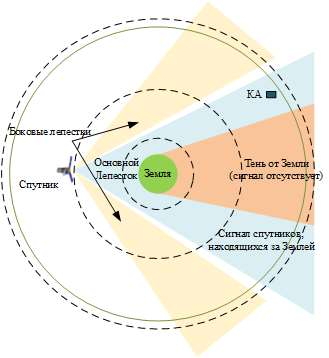 КА
Боковые лепестки
Основной
Лепесток
Земля
Тень от Земли
(сигнал отсутствует)
Спутник
Сигнал спутников,
находящихся за Землей